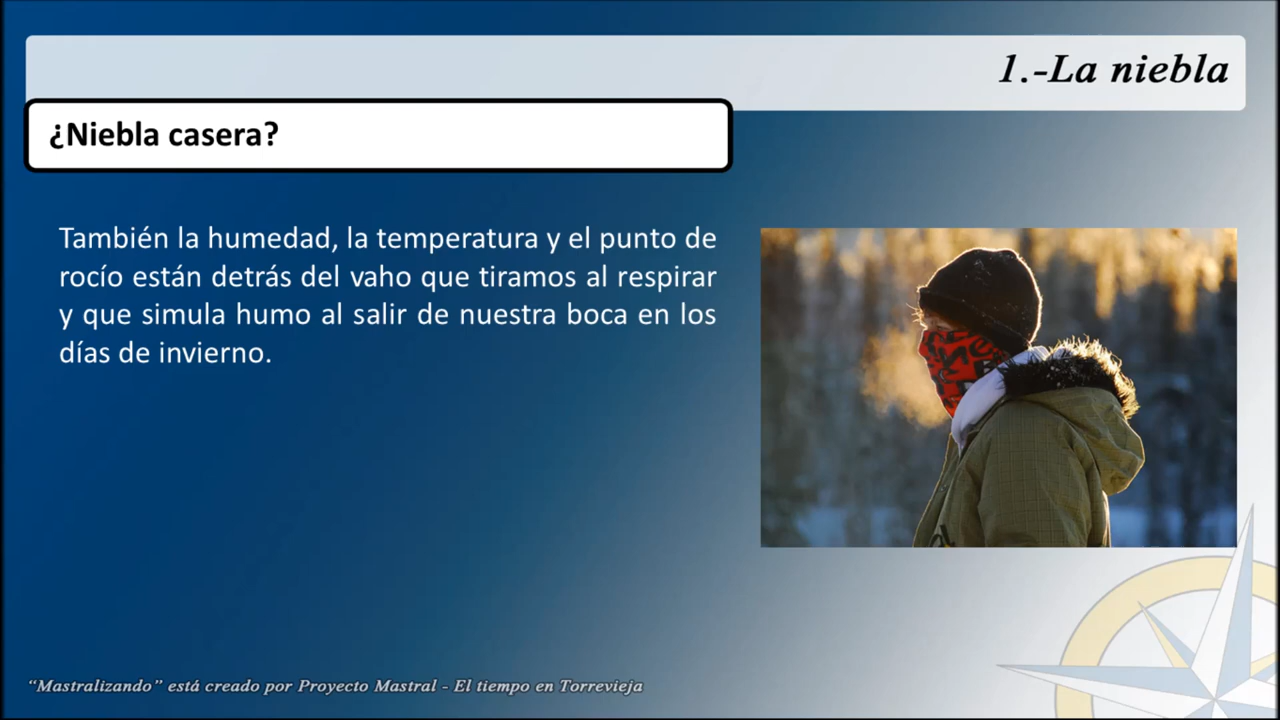 1.-La niebla
¿Niebla casera?
También la humedad, la temperatura y el punto de
rocío están detrás del vaho que tiramos al respirar
y que simula humo al salir de nuestra boca en los
días de invierno.
“Mastralizando” está creado por Proyecto Mastral - El tiempo en Torrevieja